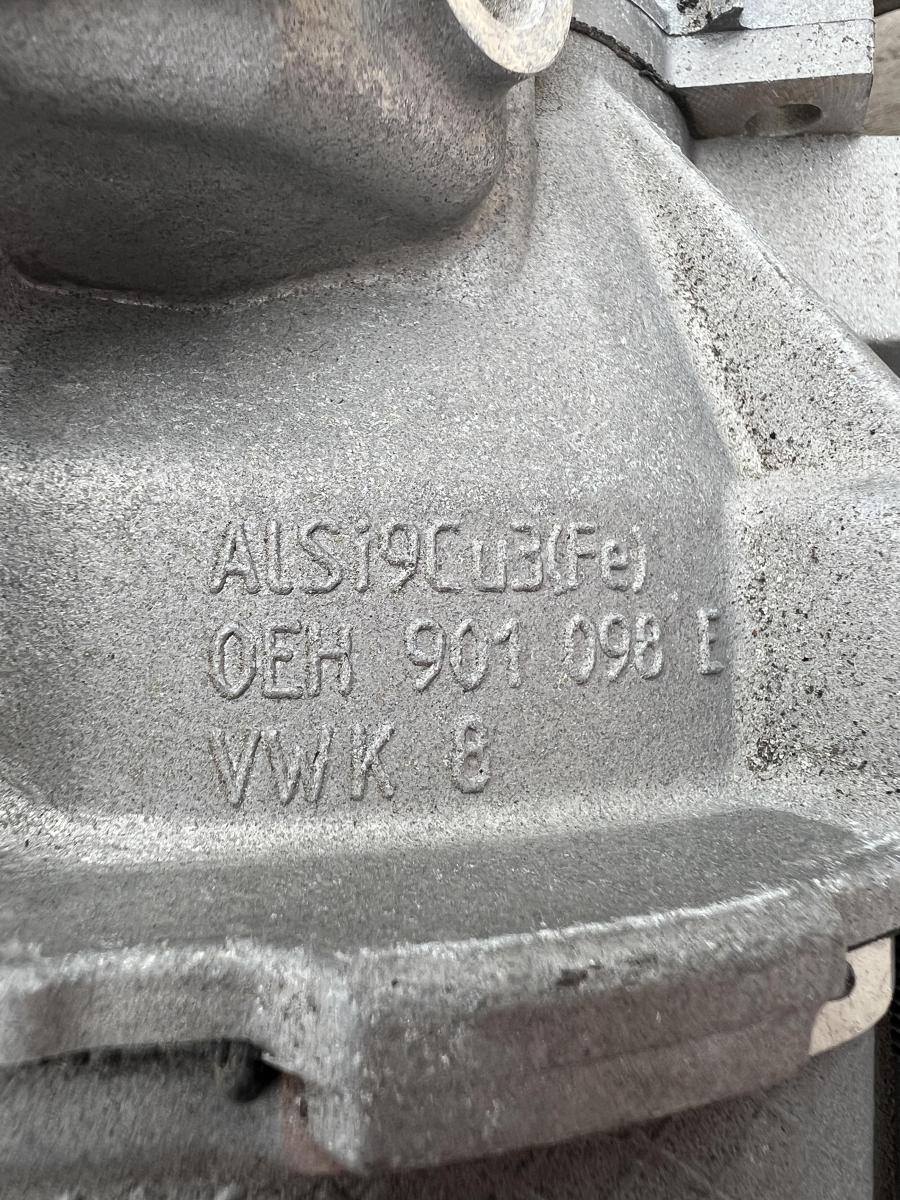 AlSi9Cu3(Fe)
0EH 901 098 E
VWK 8